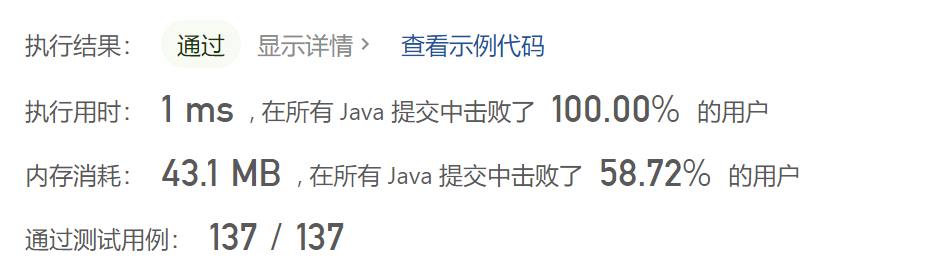 执行结果： 通过 显示详情 > 查看示例代码
执行用时： 1 ms , 在所有 Java 提交中击败了 100.00% 的用户
内存消耗： 43.1 MB , 在所有 Java 提交中击败了 58.72% 的用户
通过测试用例： 137 / 137